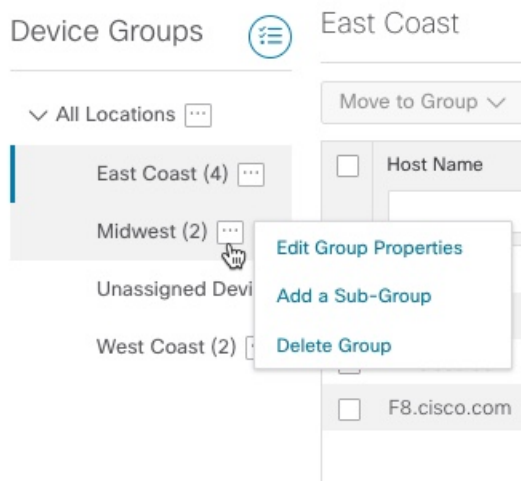 Device Groups
East Coast
All Locations
Move to Group
East Coast (4)
Host Name
Midwest (2)
Edit Group Properties
Add a Sub-Group
Delete Group
Unassigned Devi
West Coast (2)
F8.cisco.com